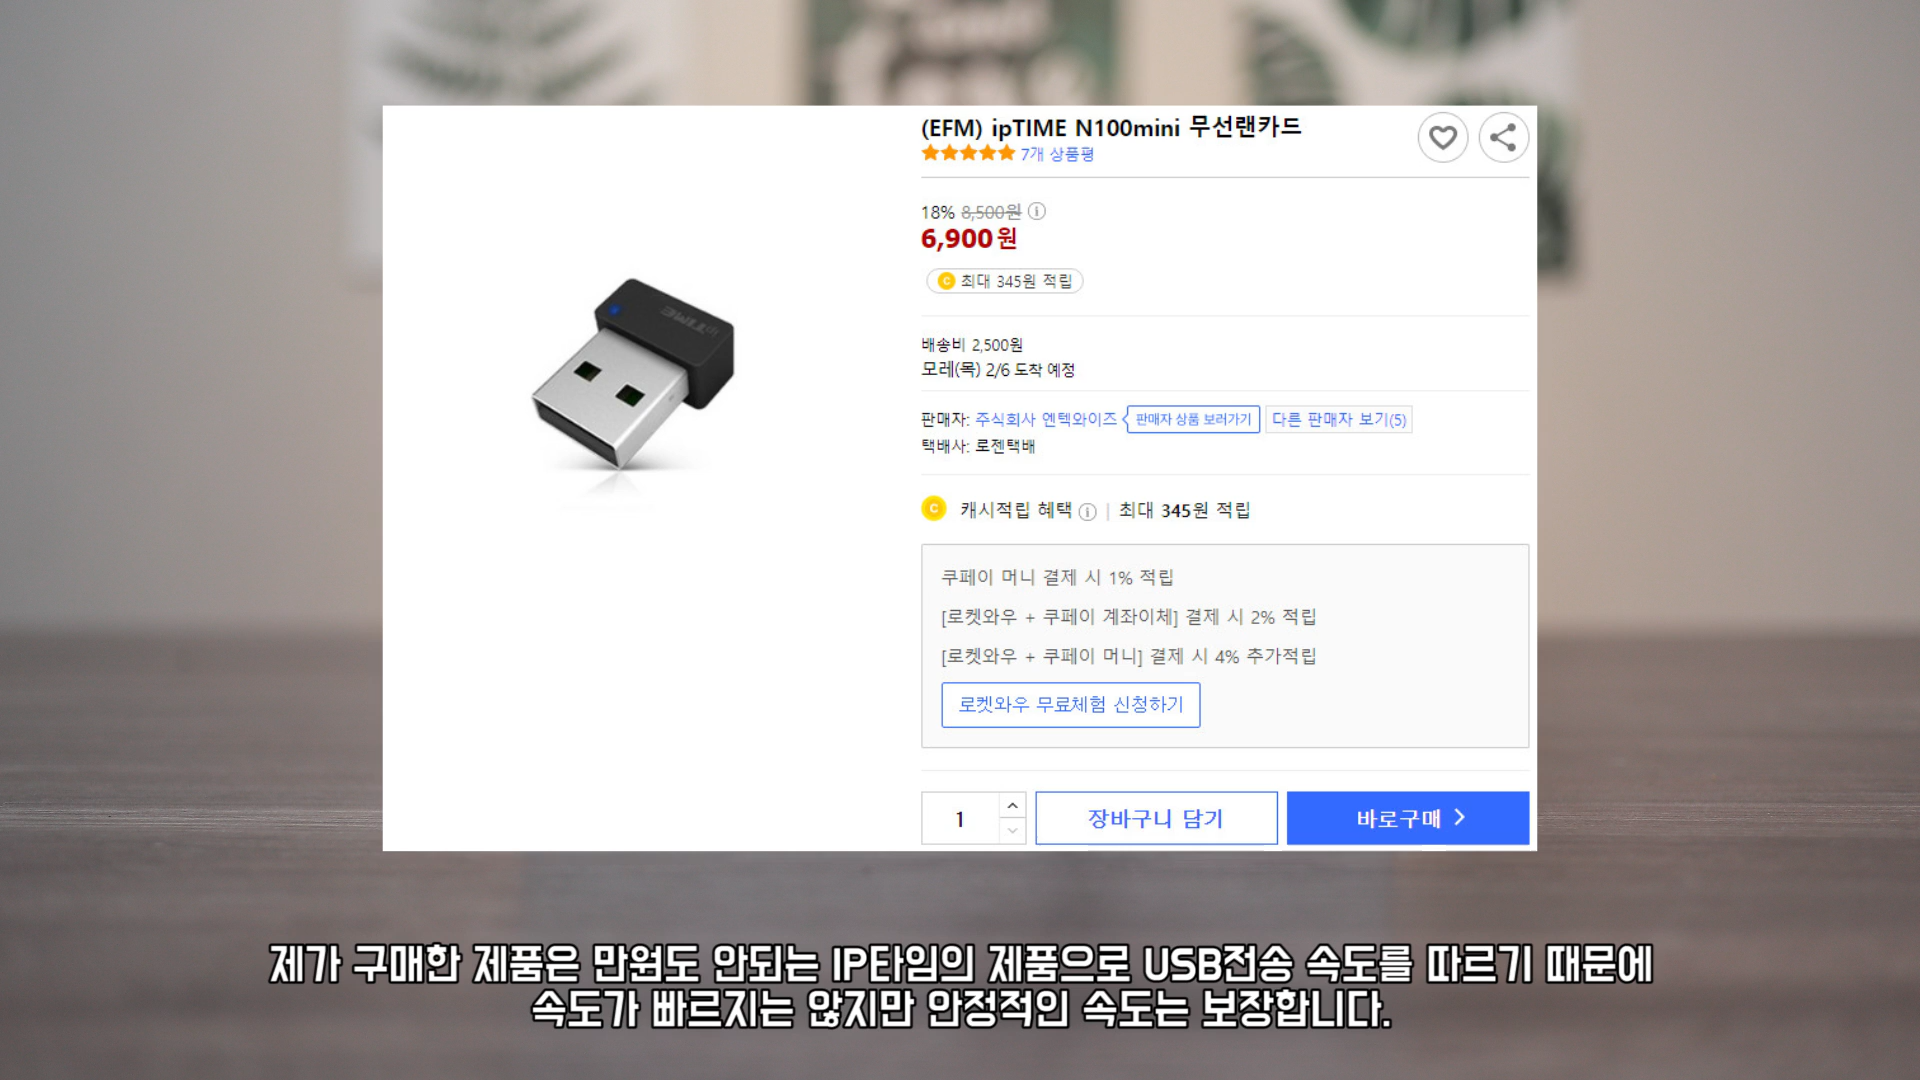 (EFM) ipTIME N100mini 무선랜카드
7개 상품평
18% 8,500원
6,900원
최대 345원 적립
배송비 2,500원
모레(목) 2/6 도착 예정
판매자: 주식회사 엔텍와이즈 판매자 상품 보러가기 다른 판매자 보기(5)
택배사: 로젠택배
캐시적립 혜택 | 최대 345원 적립
쿠페이 머니 결제 시 1% 적립
[로켓와우 + 쿠페이 계좌이체] 결제 시 2% 적립
[로켓와우 + 쿠페이 머니] 결제 시 4% 추가적립
로켓와우 무료체험 신청하기
1 장바구니 담기 바로구매
ipTIME
제가 구매한 제품은 만원도 안되는 IP타임의 제품으로 USB전송 속도를 따르기 때문에
속도가 빠르지는 않지만 안정적인 속도는 보장합니다.